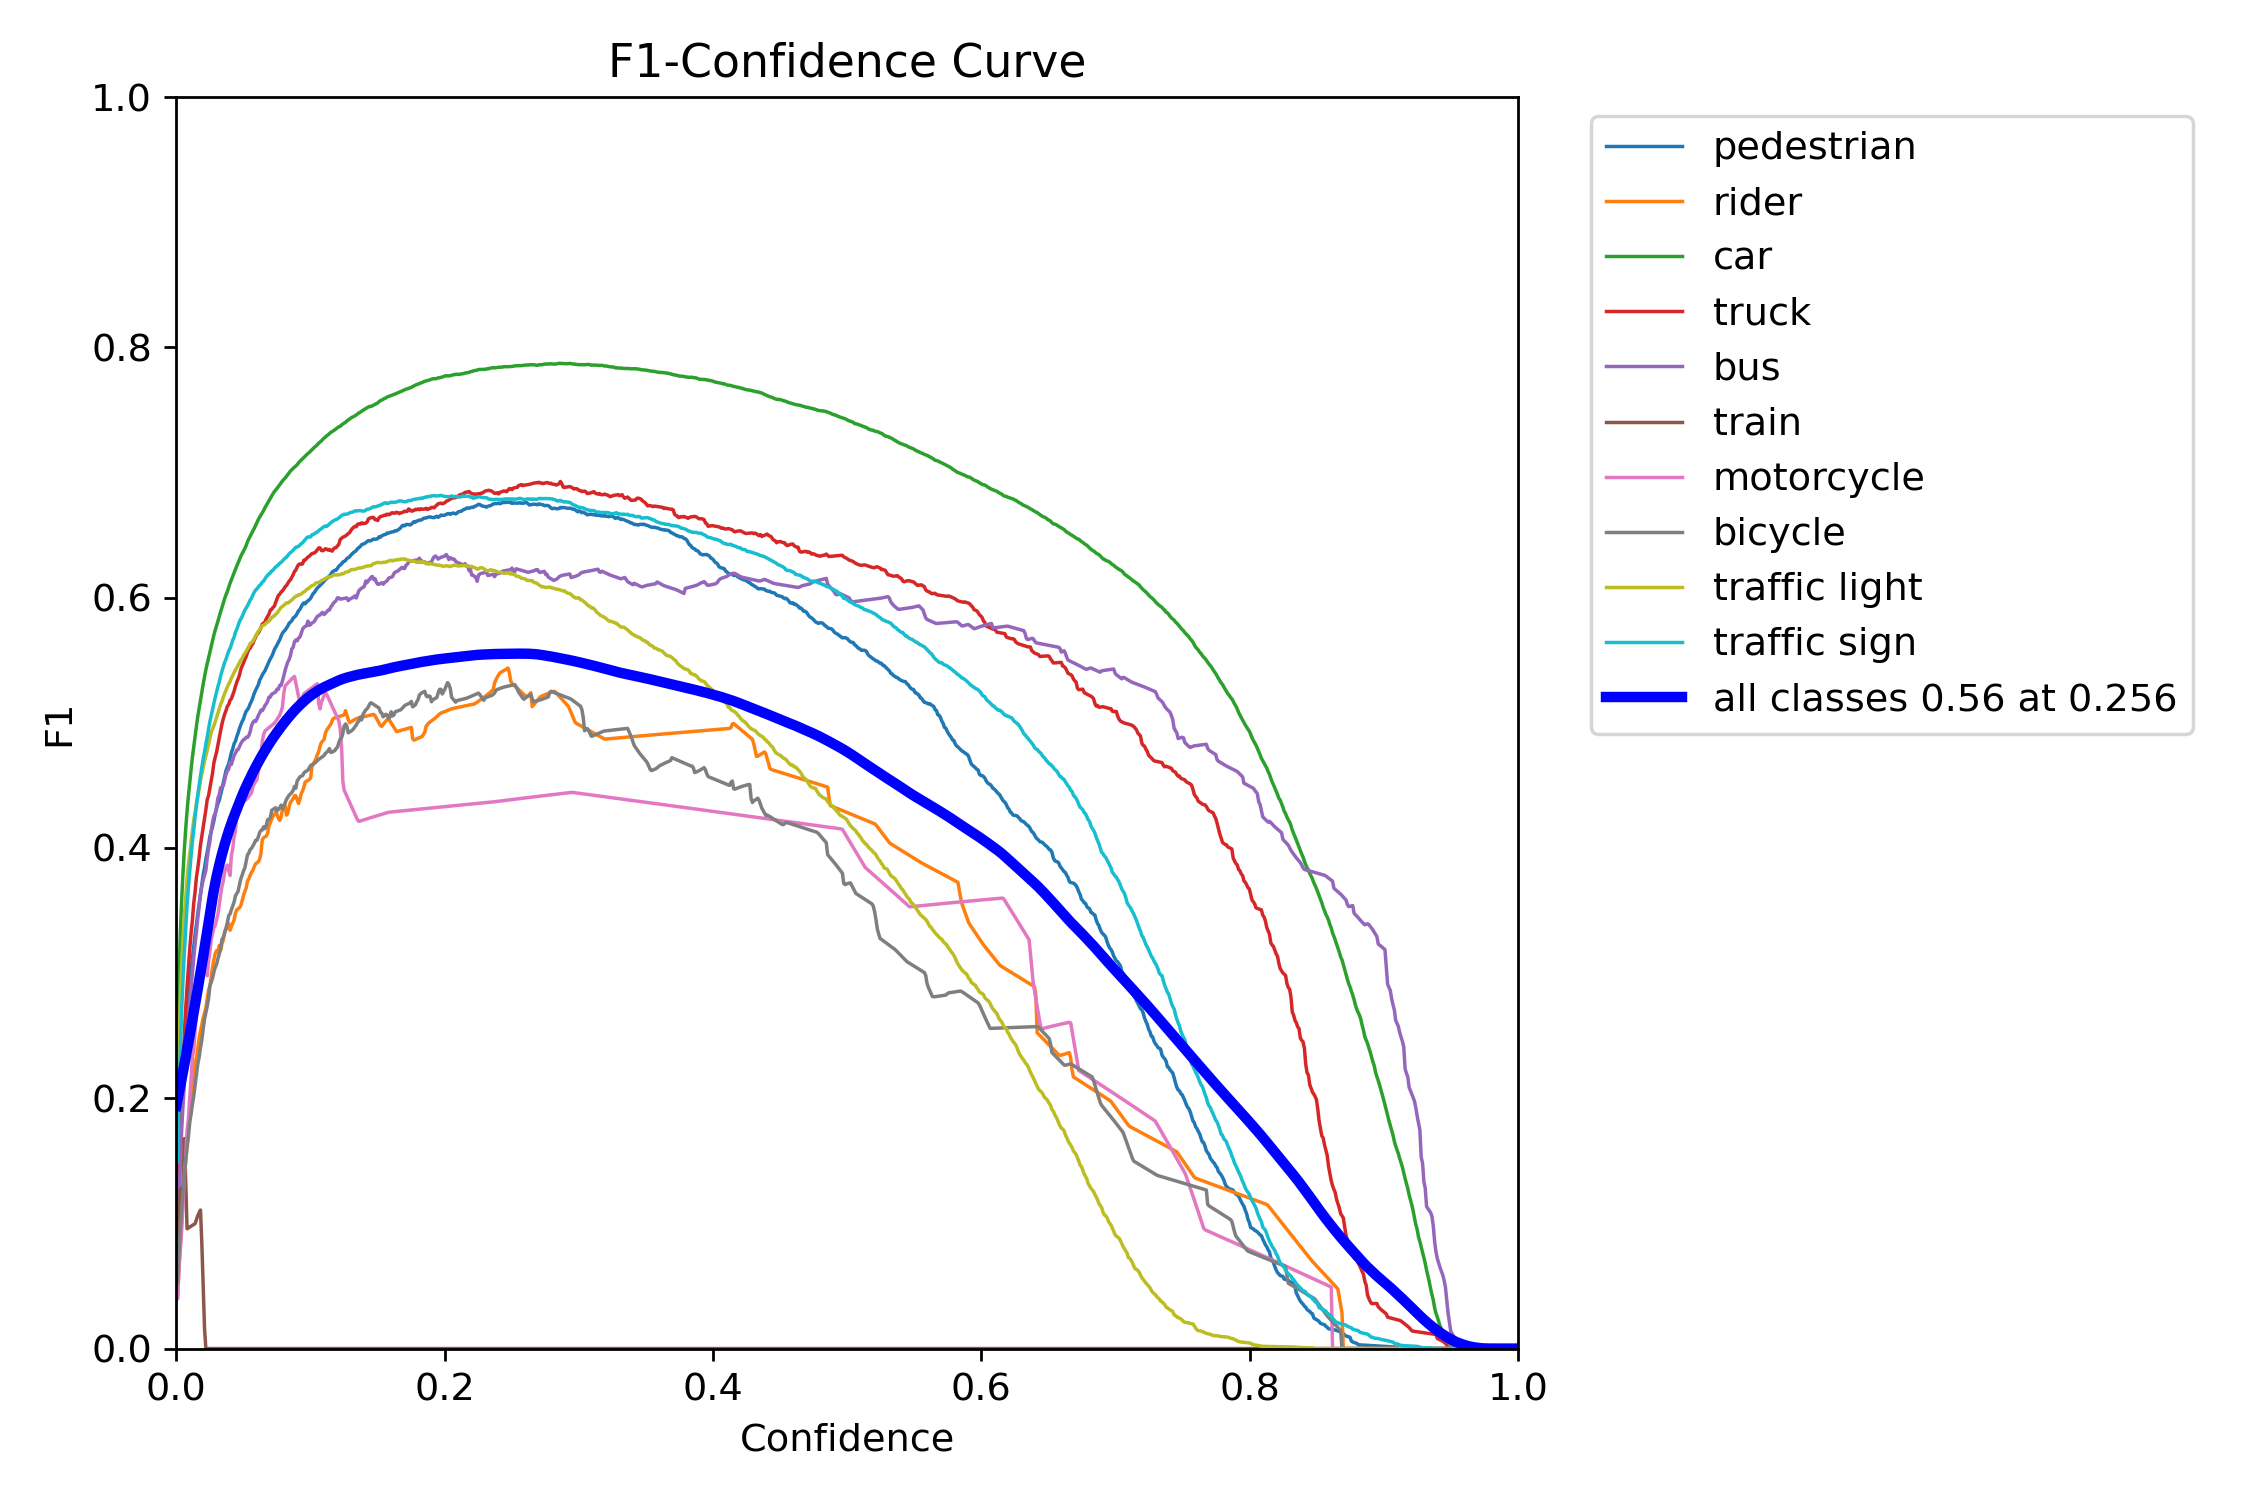 F1-Confidence Curve
1.0
0.8
0.6
0.4
0.2
0.0
F1
0.0 0.2 0.4 0.6 0.8 1.0
Confidence
pedestrian
rider
car
truck
bus
train
motorcycle
bicycle
traffic light
traffic sign
all classes 0.56 at 0.256